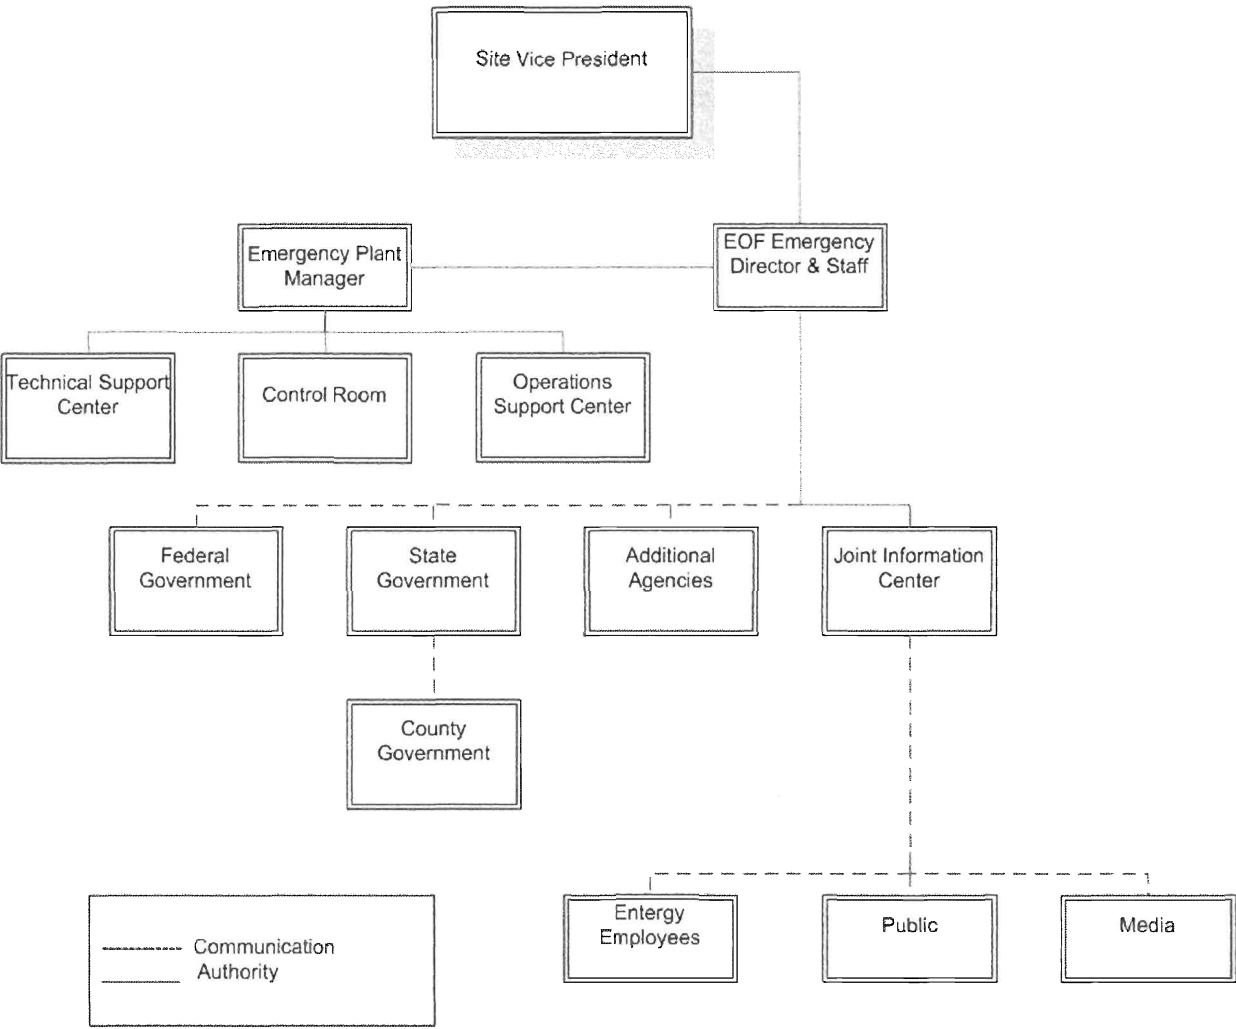 Site Vice President
Emergency Plant
Manager
EOF Emergency
Director & Staff
Technical Support
Center
Control Room
Operations
Support Center
Federal
Government
State
Government
Additional
Agencies
Joint Information
Center
County
Government
Entergy
Employees
Public
Media
Communication
Authority